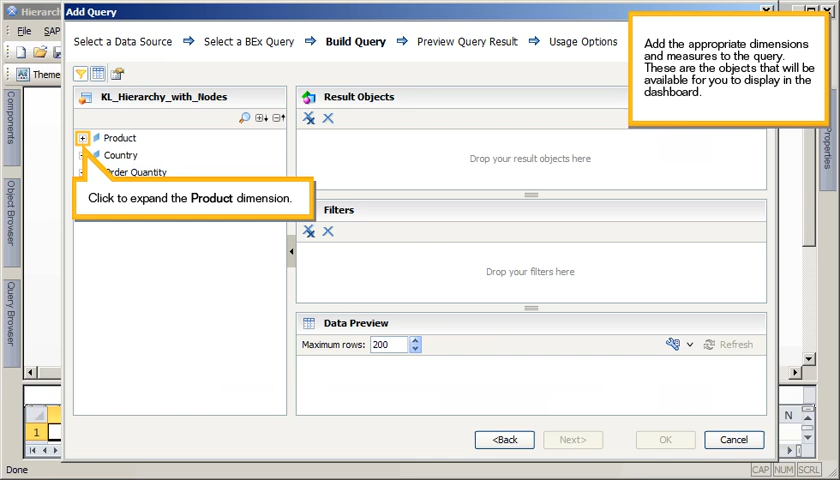 Hierarch
Add Query
File SAP
Select a Data Source
Select a BEx Query
Build Query
Preview Query Result
Usage Options
Theme
Add the appropriate dimensions
and measures to the query.
These are the objects that will be
available for you to display in the
dashboard.
Components
Object Browser
Query Browser
Properties
KL_Hierarchy_with_Nodes
Product
Country
Order Quantity
Click to expand the Product dimension.
Result Objects
Drop your result objects here
Filters
Drop your filters here
Data Preview
Maximum rows: 200
Refresh
<Back
Next>
OK
Cancel
N
1
Done
CAP NUM SCRL